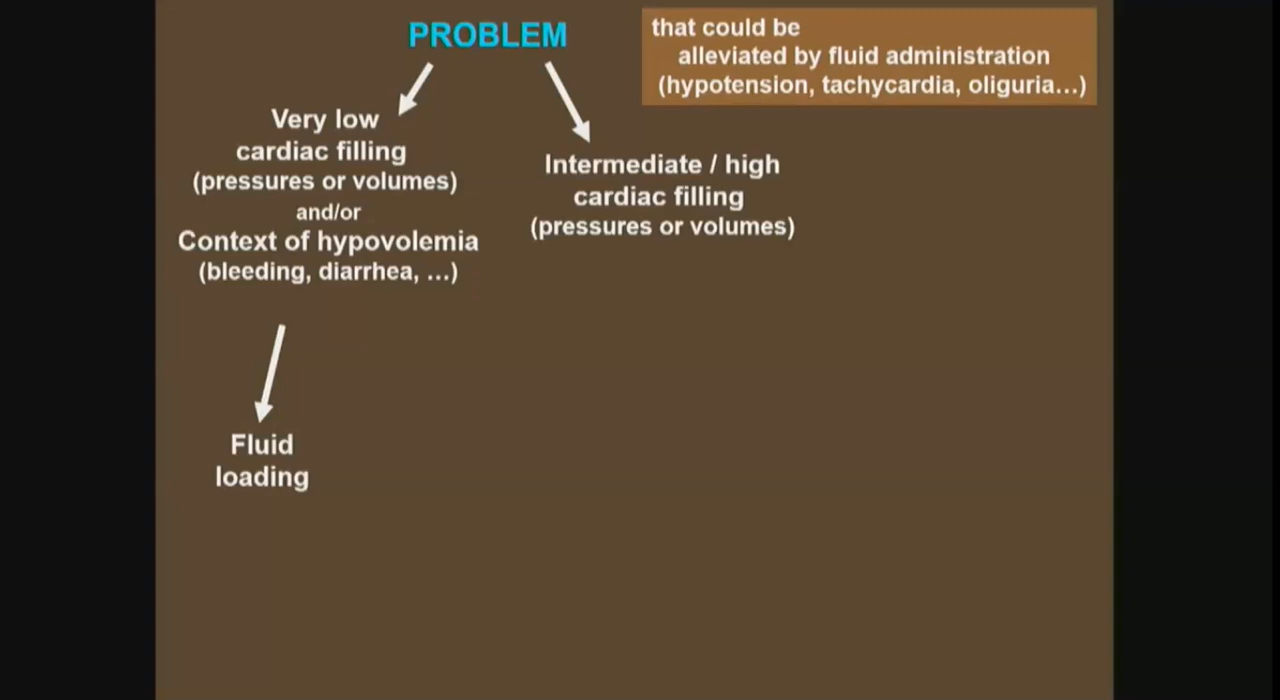 PROBLEM
that could be
alleviated by fluid administration
(hypotension, tachycardia, oliguria...)
Very low
cardiac filling
(pressures or volumes)
and/or
Context of hypovolemia
(bleeding, diarrhea, ...)
Intermediate / high
cardiac filling
(pressures or volumes)
Fluid
loading